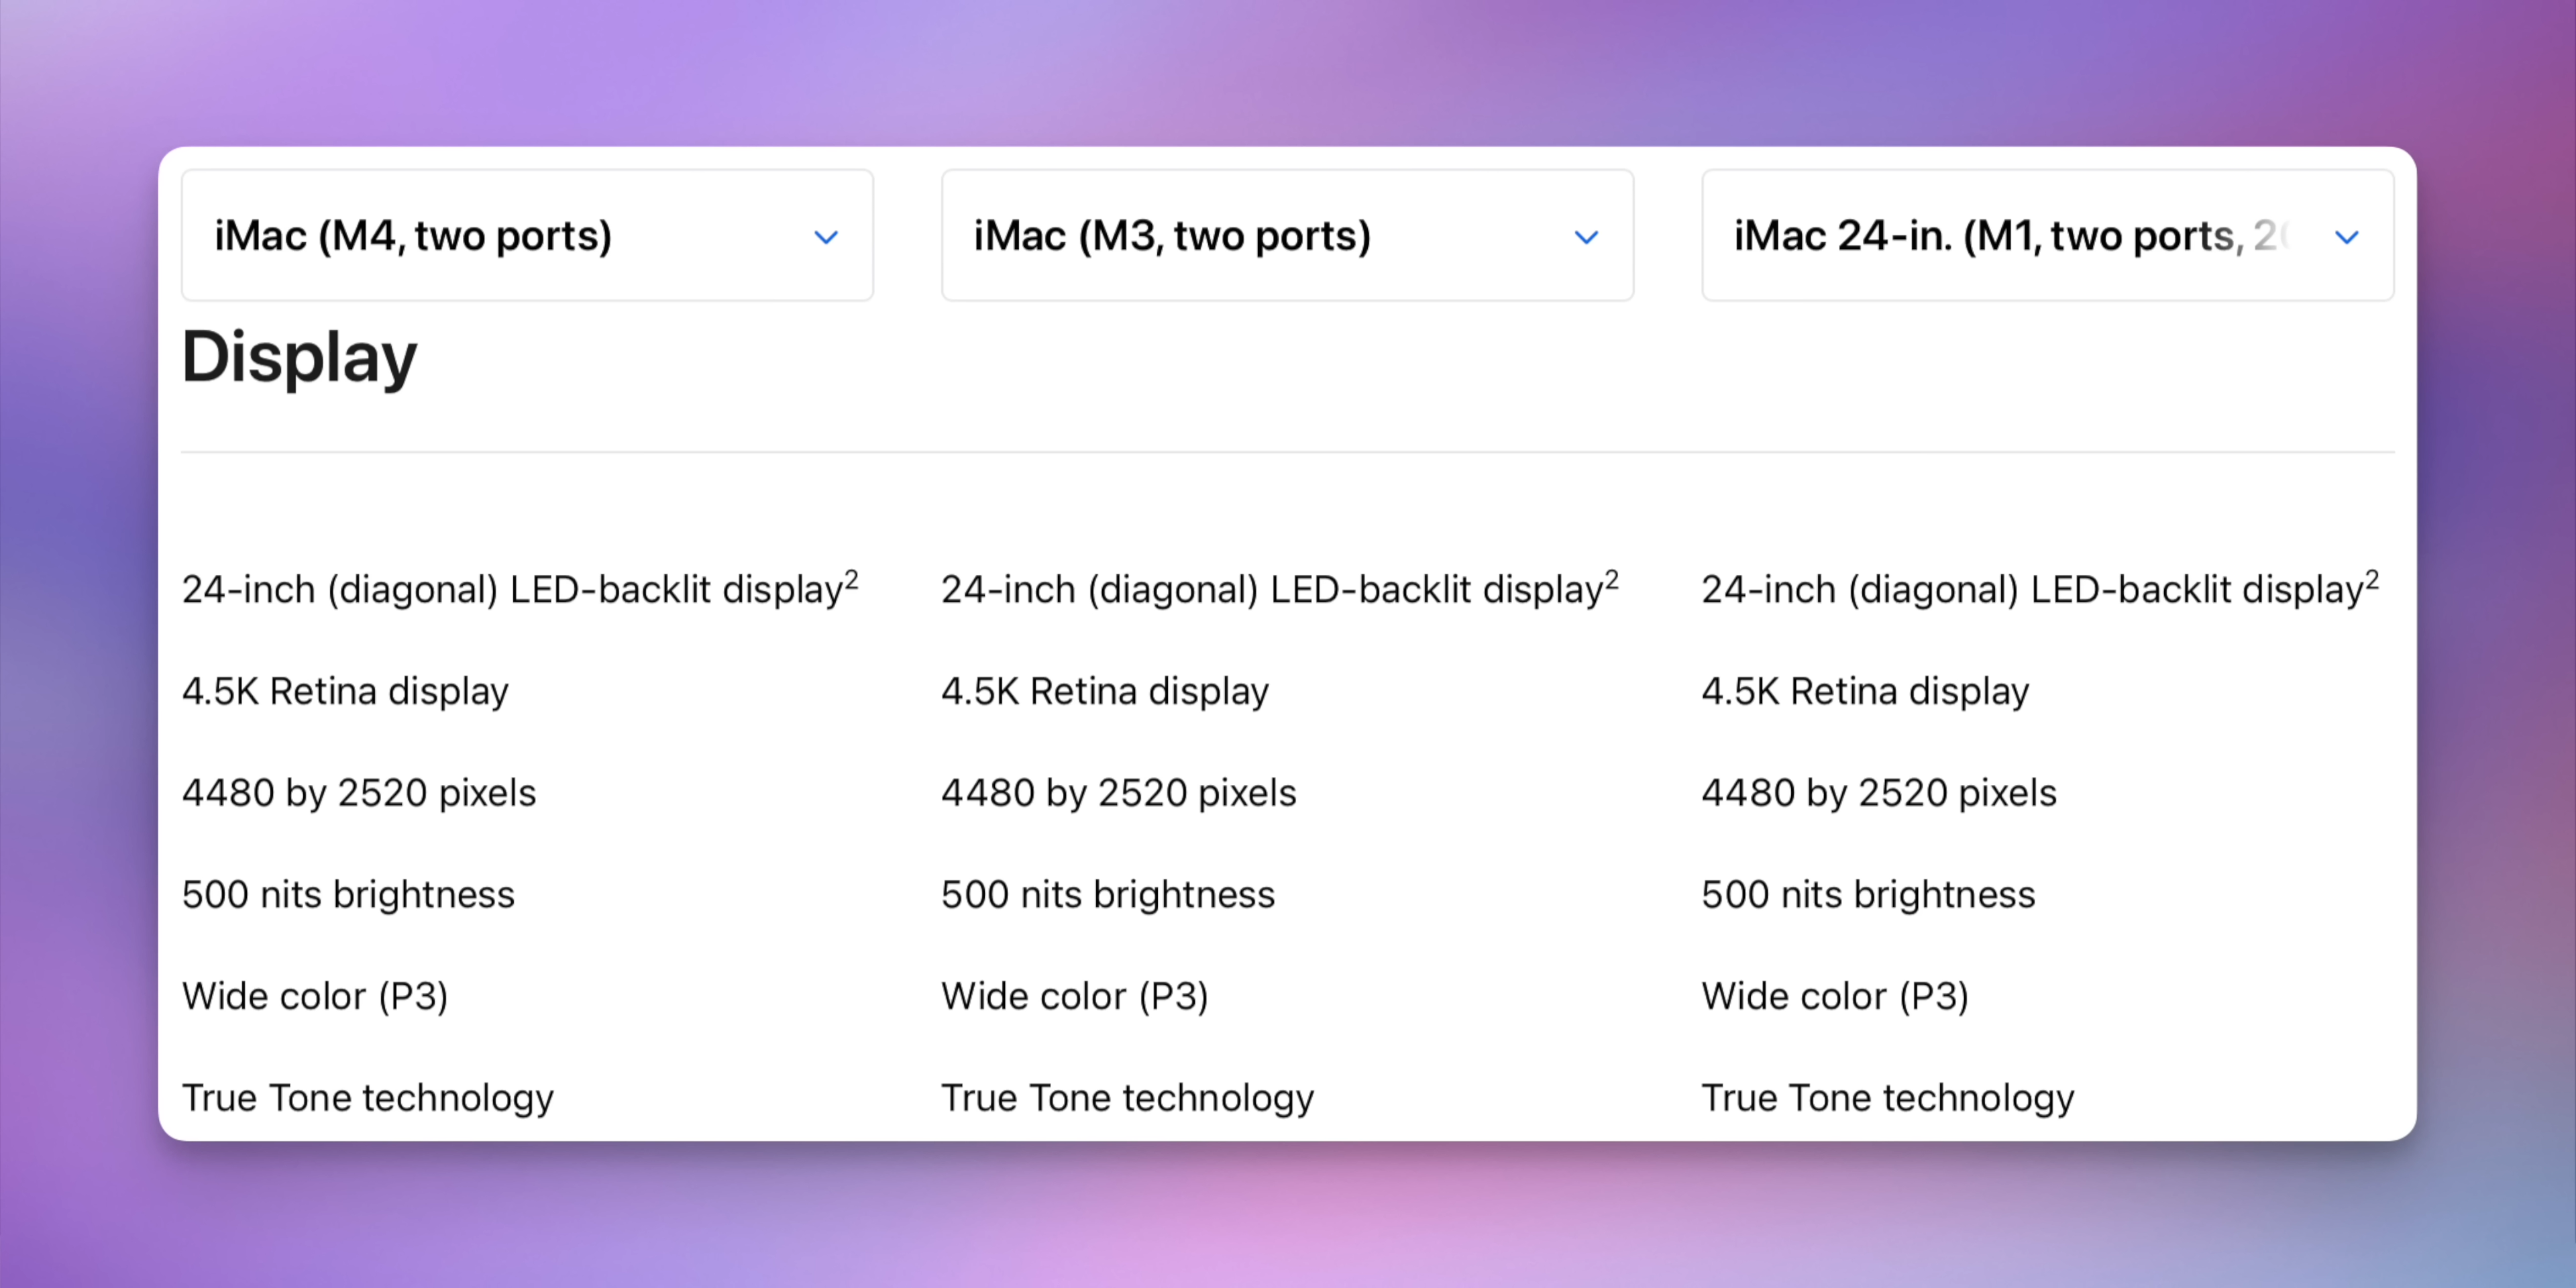 iMac (M4, two ports) iMac (M3, two ports) iMac 24-in. (M1, two ports,
Display
24-inch (diagonal) LED-backlit display² 24-inch (diagonal) LED-backlit display² 24-inch (diagonal) LED-backlit display²
4.5K Retina display 4.5K Retina display 4.5K Retina display
4480 by 2520 pixels 4480 by 2520 pixels 4480 by 2520 pixels
500 nits brightness 500 nits brightness 500 nits brightness
Wide color (P3) Wide color (P3) Wide color (P3)
True Tone technology True Tone technology True Tone technology